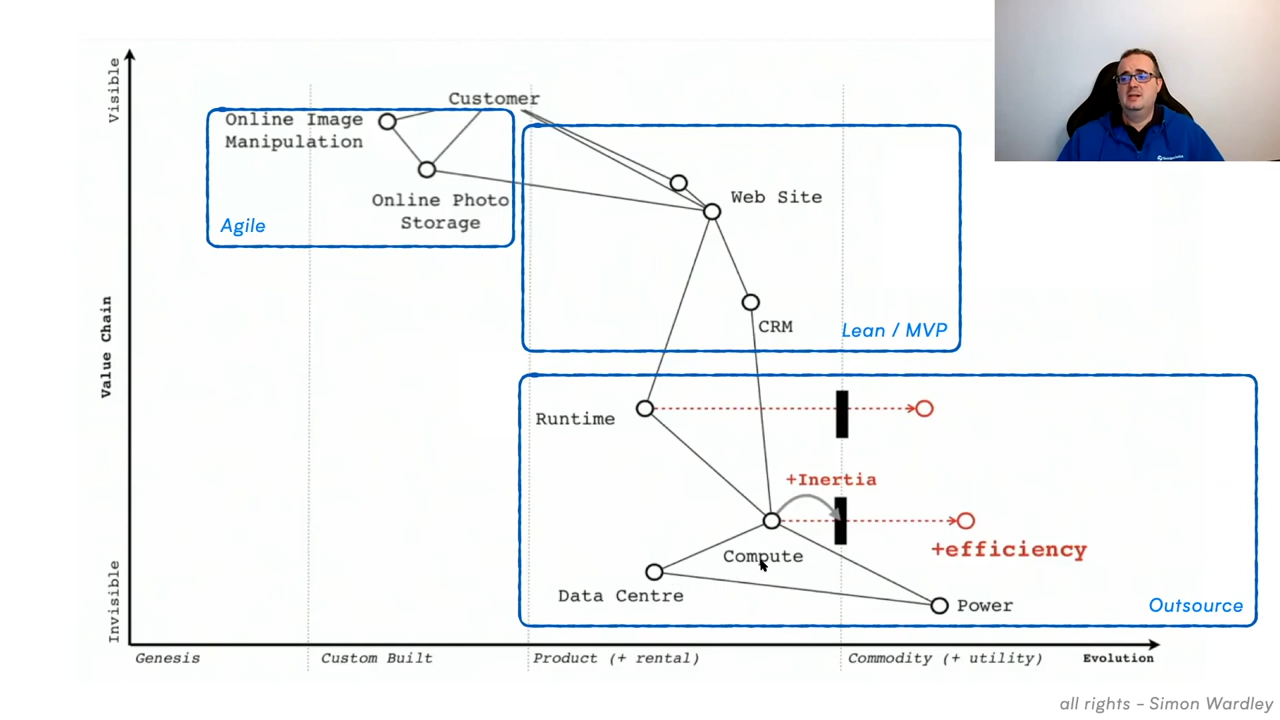 Visible
Customer
Online Image
Manipulation
Online Photo
Storage
Agile
Web Site
CRM
Lean / MVP
Value Chain
Runtime
+Inertia
+efficiency
Compute
Data Centre
Power
Outsource
Invisible
Genesis
Custom Built
Product (+ rental)
Commodity (+ utility)
Evolution
all rights - Simon Wardley